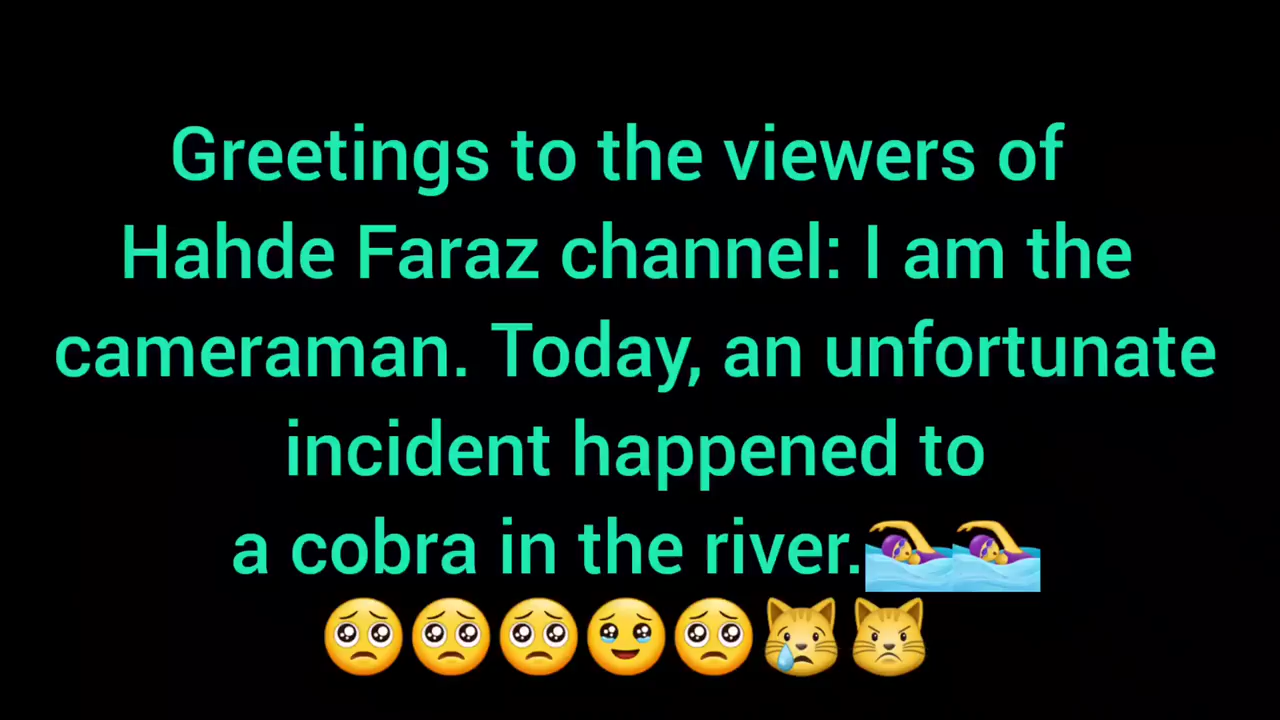 Greetings to the viewers of
Hahde Faraz channel: I am the
cameraman. Today, an unfortunate
incident happened to
a cobra in the river.🏊‍♀️🏊‍♀️
🥺🥺🥺🥹🥺😿😾